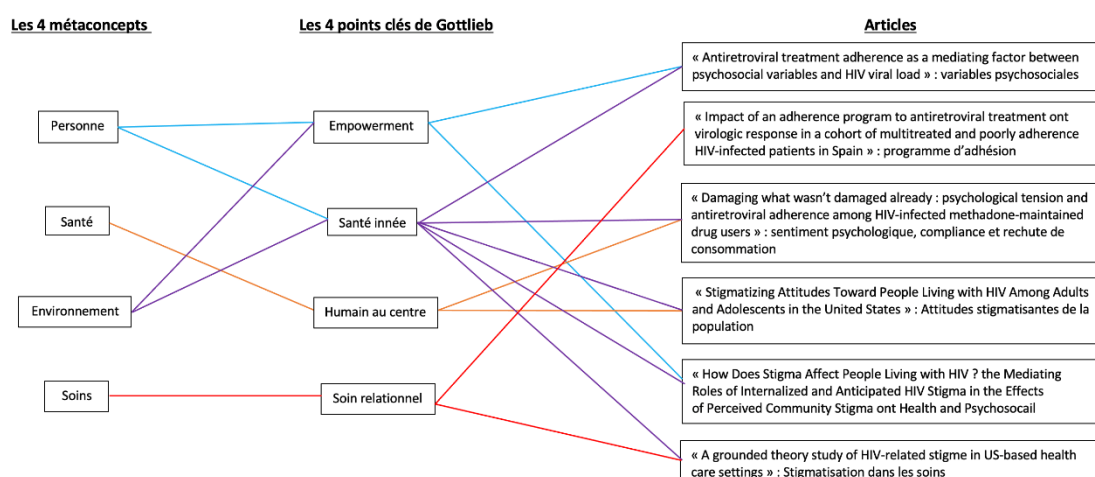 Les 4 métaconcepts
Les 4 points clés de Gottlieb
Articles
Personne
Santé
Environnement
Soins
Empowerment
Santé innée
Humain au centre
Soin relationnel
« Antiretroviral treatment adherence as a mediating factor between
psychosocial variables and HIV viral load » : variables psychosociales
« Impact of an adherence program to antiretroviral treatment ont
virologic response in a cohort of multitreated and poorly adherence
HIV-infected patients in Spain » : programme d'adhésion
« Damaging what wasn't damaged already : psychological tension and
antiretroviral adherence among HIV-infected methadone-maintained
drug users » : sentiment psychologique, compliance et rechute de
consommation
« Stigmatizing Attitudes Toward People Living with HIV Among Adults
and Adolescents in the United States » : Attitudes stigmatisantes de la
population
« How Does Stigma Affect People Living with HIV ? the Mediating
Roles of Internalized and Anticipated HIV Stigma in the Effects
of Perceived Community Stigma ont Health and Psychosocail
« A grounded theory study of HIV-related stigme in US-based health
care settings » : Stigmatisation dans les soins